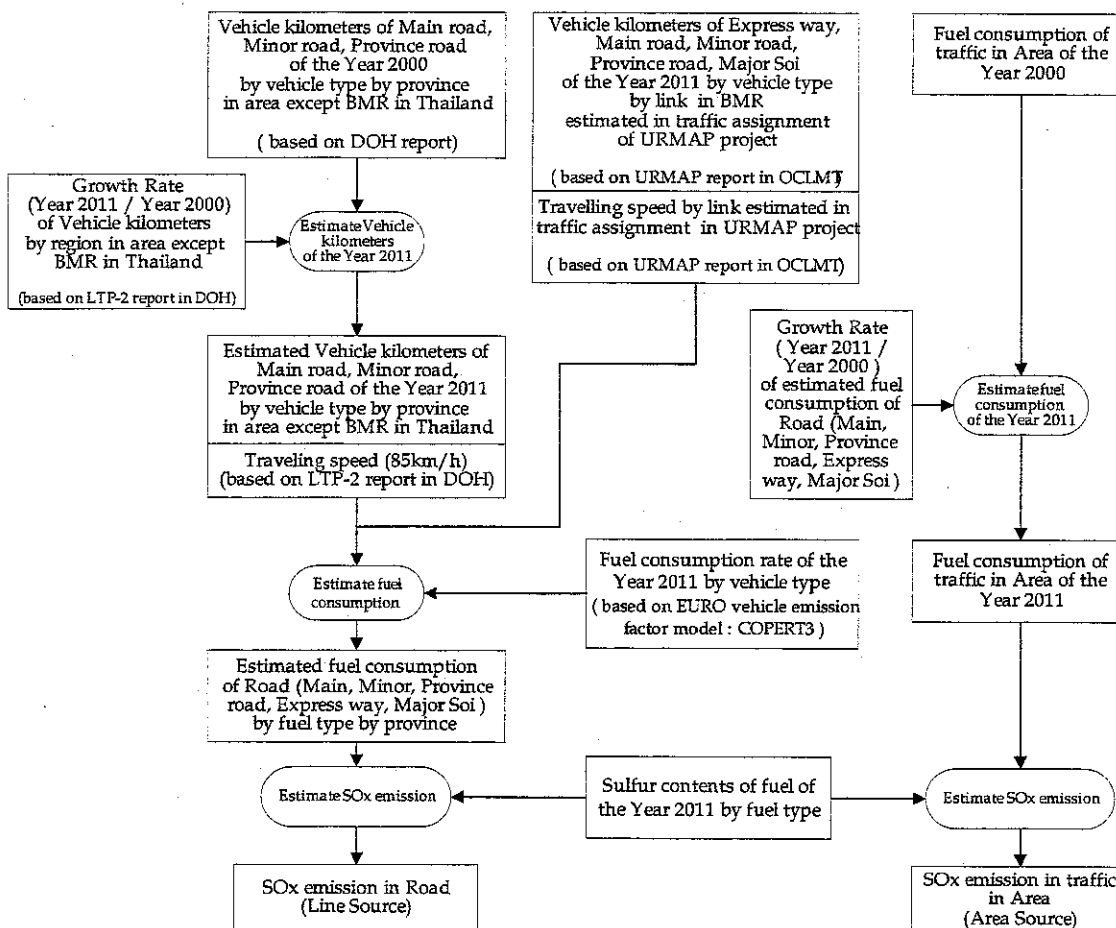 Vehicle kilometers of Main road,
Minor road, Province road
of the Year 2000
by vehicle type by province
in area except BMR in Thailand
( based on DOH report)
Vehicle kilometers of Express way,
Main road, Minor road,
Province road, Major Soi
of the Year 2011 by vehicle type
by link in BMR
estimated in traffic assignment
of URMAP project
( based on URMAP report in OCLMT)
Travelling speed by link estimated in
traffic assignment in URMAP project
( based on URMAP report in OCLMT)
Fuel consumption of
traffic in Area of the
Year 2000
Growth Rate
(Year 2011 / Year 2000)
of Vehicle kilometers
by region in area except
BMR in Thailand
(based on LTP-2 report in DOH)
Estimate Vehicle
kilometers
of the Year 2011
Estimated Vehicle kilometers of
Main road, Minor road,
Province road of the Year 2011
by vehicle type by province
in area except BMR in Thailand
Traveling speed (85km/h)
(based on LTP-2 report in DOH)
Growth Rate
( Year 2011 /
Year 2000 )
of estimated fuel
consumption of
Road (Main,
Minor, Province
road, Express
way, Major Soi )
Estimate fuel
consumption
of the Year 2011
Estimate fuel
consumption
Fuel consumption rate of the
Year 2011 by vehicle type
( based on EURO vehicle emission
factor model : COPERT3 )
Fuel consumption of
traffic in Area of the
Year 2011
Estimated fuel consumption
of Road (Main, Minor, Province
road, Express way, Major Soi )
by fuel type by province
Estimate SOx emission
Sulfur contents of fuel of
the Year 2011 by fuel type
Estimate SOx emission
SOx emission in Road
(Line Source)
SOx emission in traffic
in Area
(Area Source)